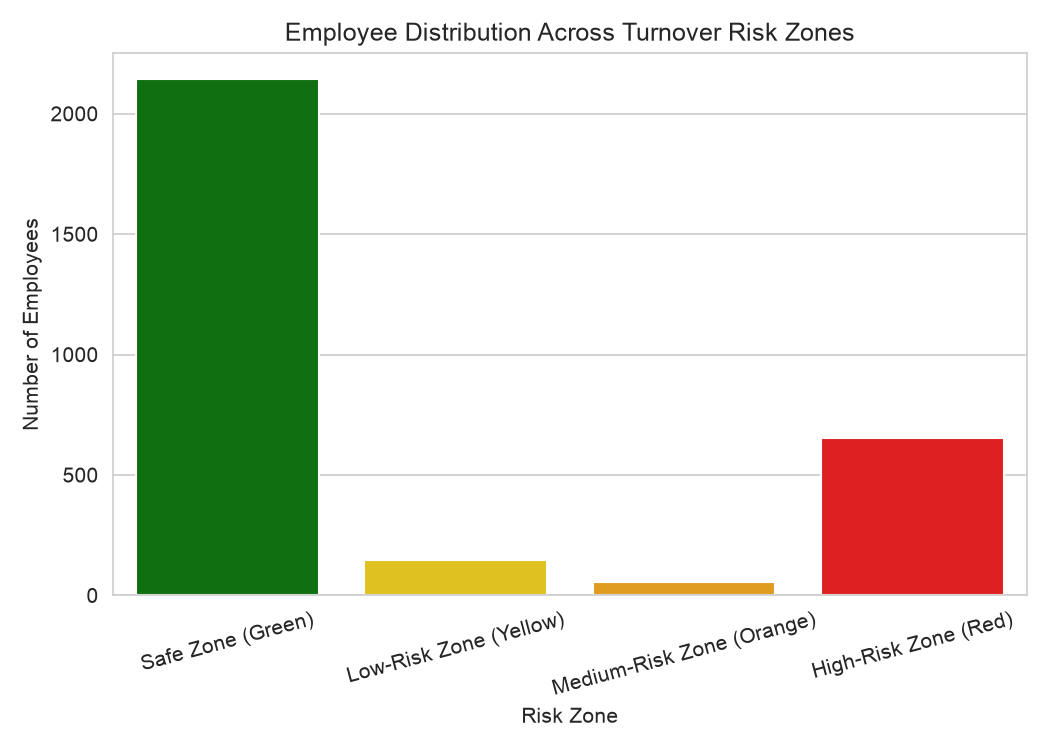 Employee Distribution Across Turnover Risk Zones
Number of Employees
2000
1500
1000
500
0
Safe Zone (Green)
Low-Risk Zone (Yellow)
Medium-Risk Zone (Orange)
High-Risk Zone (Red)
Risk Zone